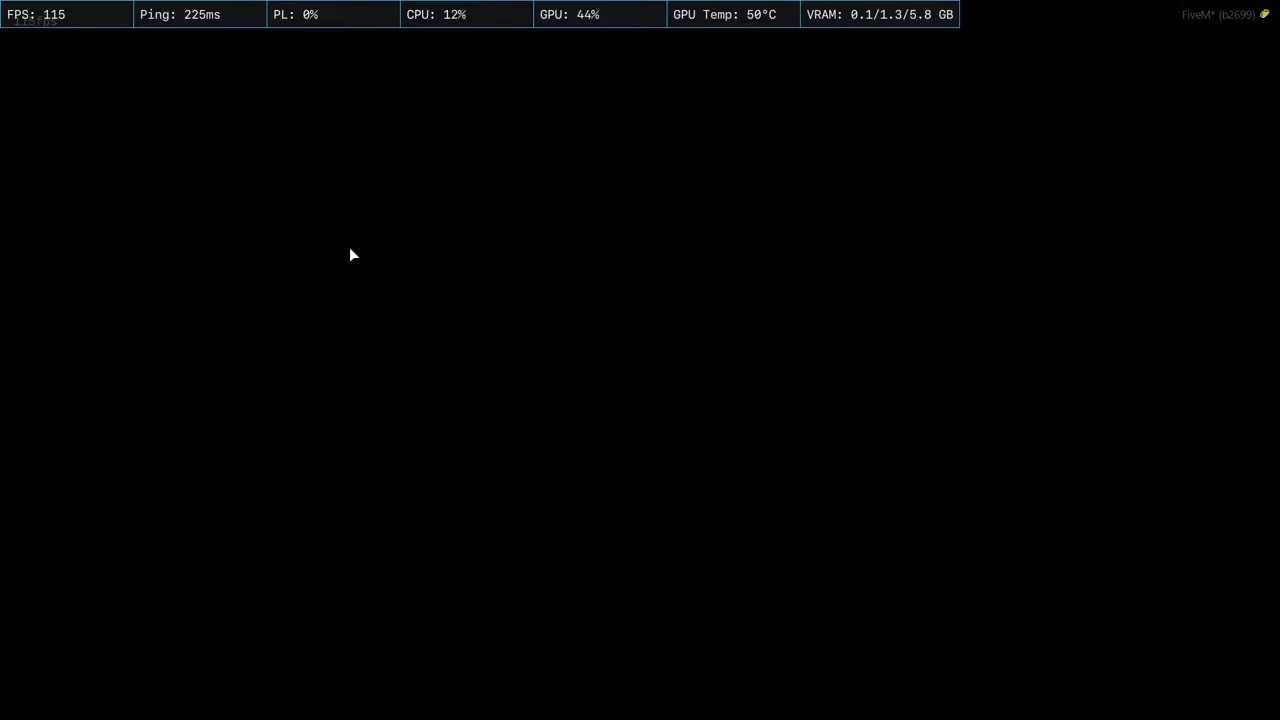 FPS: 115 Ping: 225ms PL: 0% CPU: 12% GPU: 44% GPU Temp: 50°C VRAM: 0.1/1.3/5.8 GB FiveM* (b2699)